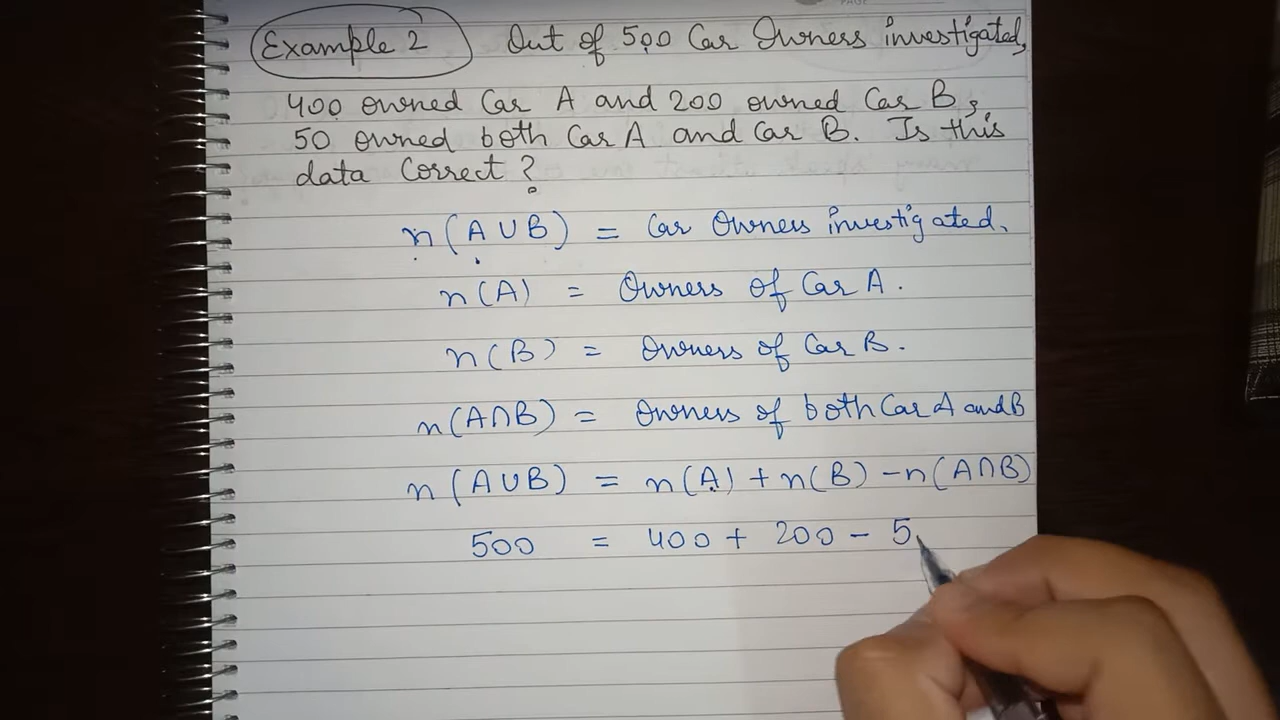 Example 2 Out of 500 Car Owners investigated,
400 owned Car A and 200 owned Car B,
50 owned both Car A and Car B. Is this
data Correct?
n(A∪B) = Car Owners investigated.
n(A) = Owners of Car A.
n(B) = Owners of Car B.
n(A∩B) = Owners of both Car A and B
n(A∪B) = n(A) + n(B) - n(A∩B)
500 = 400 + 200 - 5